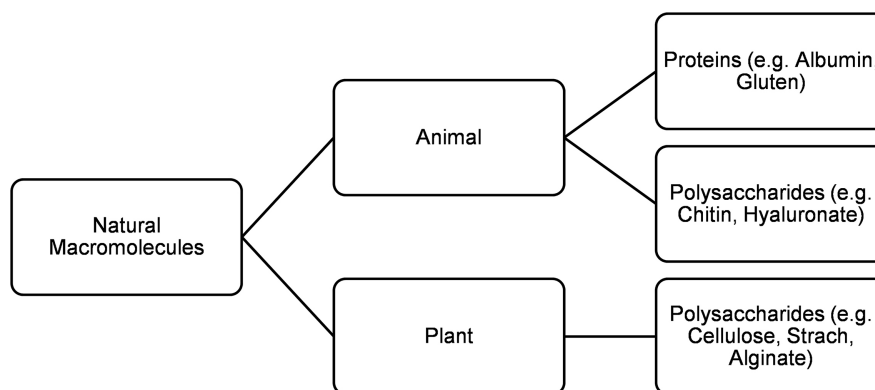 Natural
Macromolecules
Animal
Plant
Proteins (e.g. Albumin,
Gluten)
Polysaccharides (e.g.
Chitin, Hyaluronate)
Polysaccharides (e.g.
Cellulose, Strach,
Alginate)